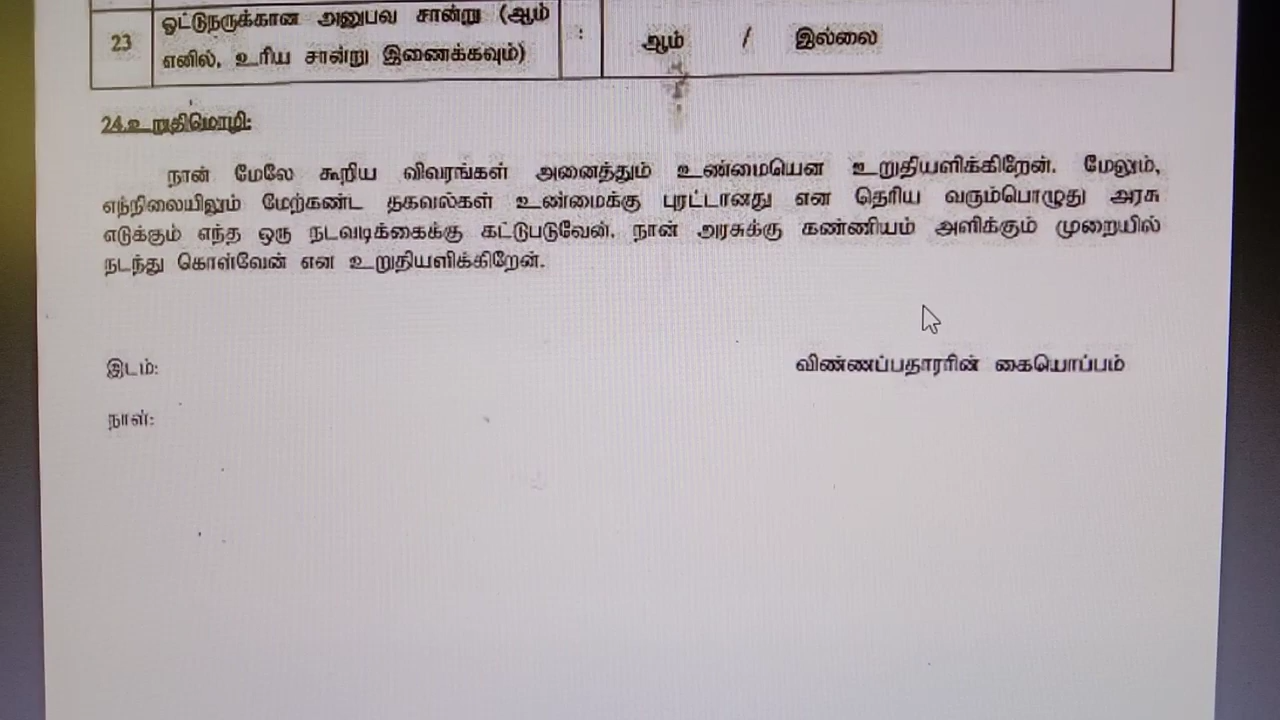 23 ஓட்டுநருக்கான அனுபவ சான்று (ஆம் எனில், உரிய சான்று இணைக்கவும்) : ஆம் / இல்லை
24.உறுதிமொழி:
நான் மேலே கூறிய விவரங்கள் அனைத்தும் உண்மையென உறுதியளிக்கிறேன். மேலும்,
எந்நிலையிலும் மேற்கண்ட தகவல்கள் உண்மைக்கு புரட்டானது என தெரிய வரும்பொழுது அரசு
எடுக்கும் எந்த ஒரு நடவடிக்கைக்கு கட்டுபடுவேன். நான் அரசுக்கு கண்ணியம் அளிக்கும் முறையில்
நடந்து கொள்வேன் என உறுதியளிக்கிறேன்.
இடம்: விண்ணப்பதாரரின் கையொப்பம்
நாள்: